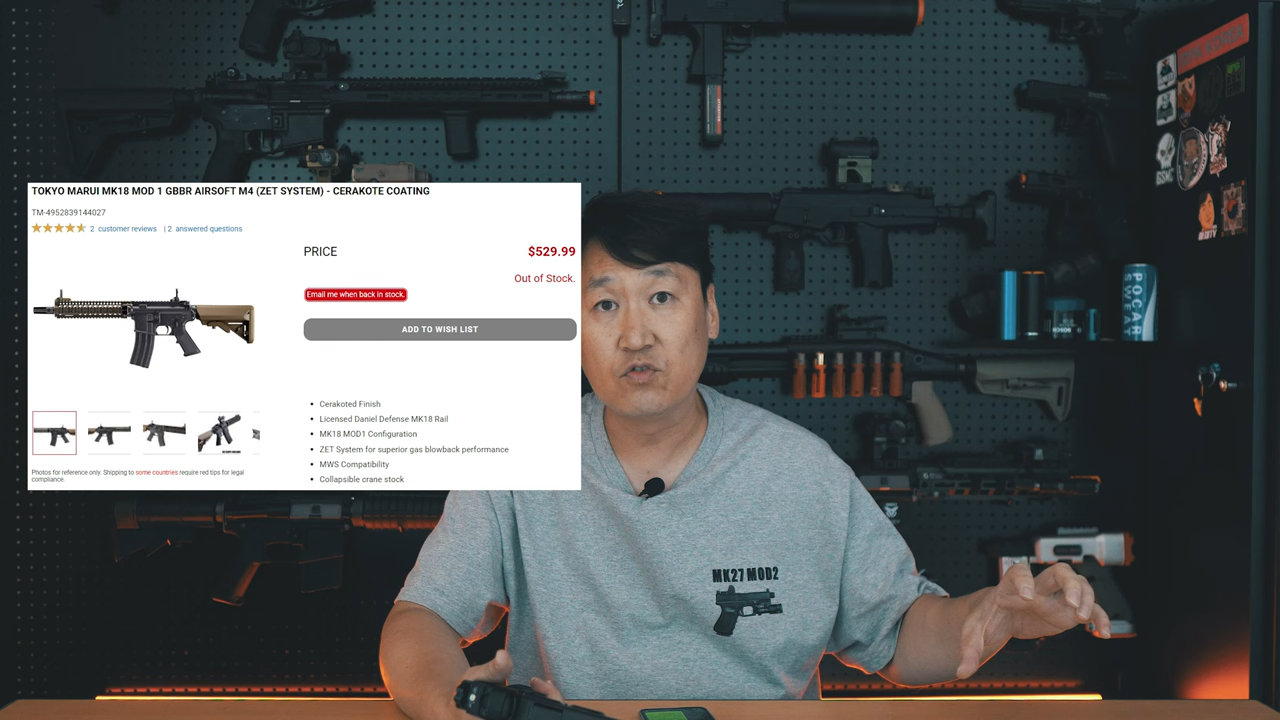 TOKYO MARUI MK18 MOD 1 GBBR AIRSOFT M4 (ZET SYSTEM) - CERAKOTE COATING
TM-4952839144027
2 customer reviews | 2 answered questions
PRICE $529.99
Out of Stock.
Email me when back in stock.
ADD TO WISH LIST
Cerakoted Finish
Licensed Daniel Defense MK18 Rail
MK18 MOD1 Configuration
ZET System for superior gas blowback performance
MWS Compatibility
Collapsible crane stock
Photos for reference only. Shipping to some countries require red tips for legal
compliance.
POCARI
SWEAT
MK27 MOD2